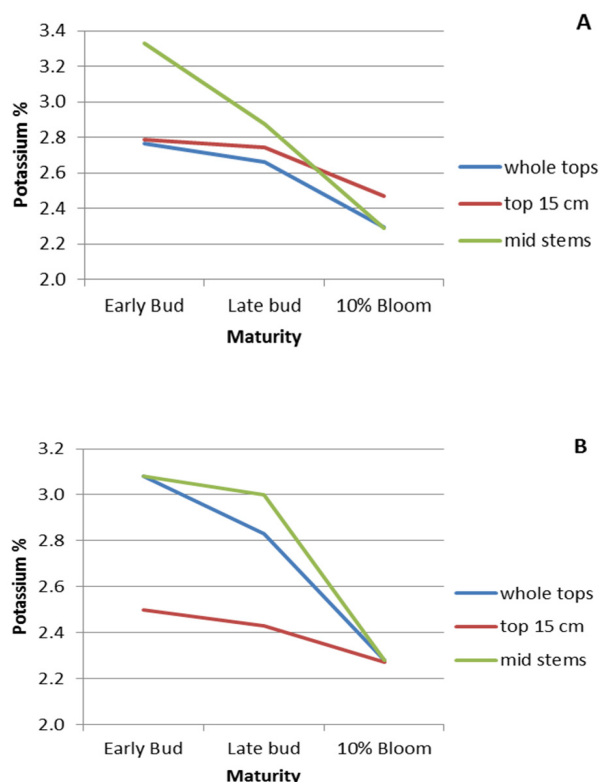 A
3.4
3.2
3.0
2.8
2.6
2.4
2.2
2.0
Potassium %
Early Bud Late bud 10% Bloom
Maturity
whole tops
top 15 cm
mid stems
B
3.2
3.0
2.8
2.6
2.4
2.2
2.0
Potassium %
Early Bud Late bud 10% Bloom
Maturity
whole tops
top 15 cm
mid stems